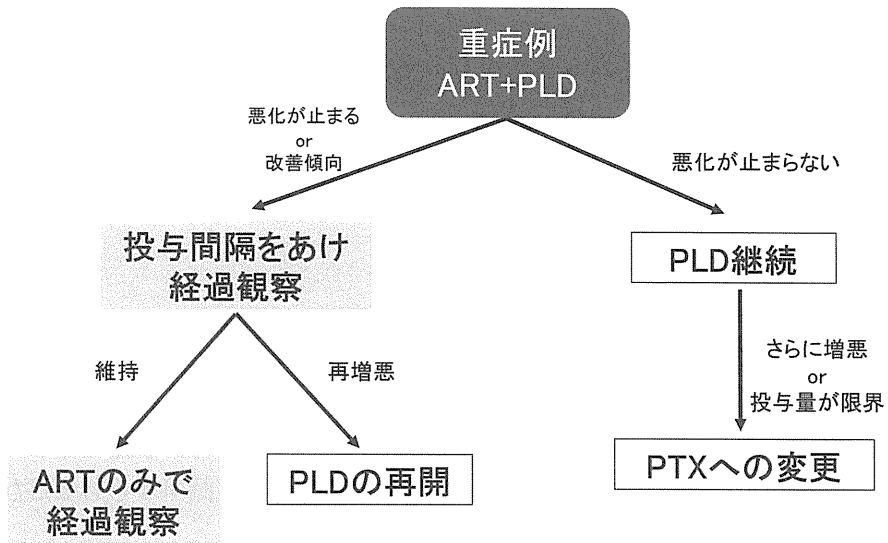 重症例
ART+PLD
悪化が止まる
or
改善傾向
悪化が止まらない
投与間隔をあけ
経過観察
PLD継続
維持
再増悪
さらに増悪
or
投与量が限界
ARTのみで
経過観察
PLDの再開
PTXへの変更